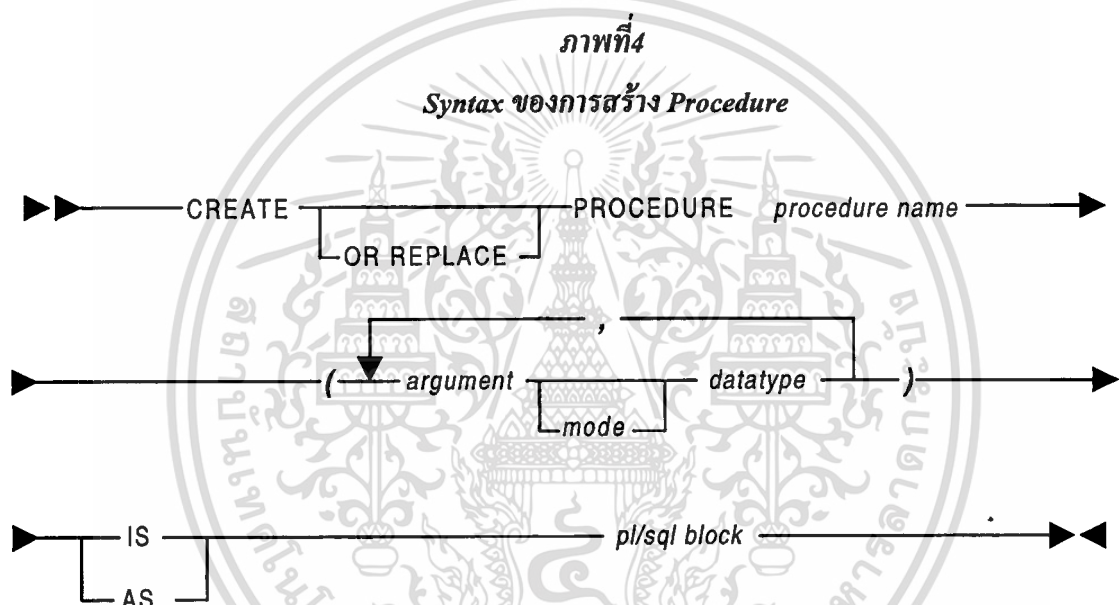 ภาพที่4
Syntax ของการสร้าง Procedure
CREATE PROCEDURE procedure name
OR REPLACE
,
( argument datatype )
mode
IS pl/sql block
AS